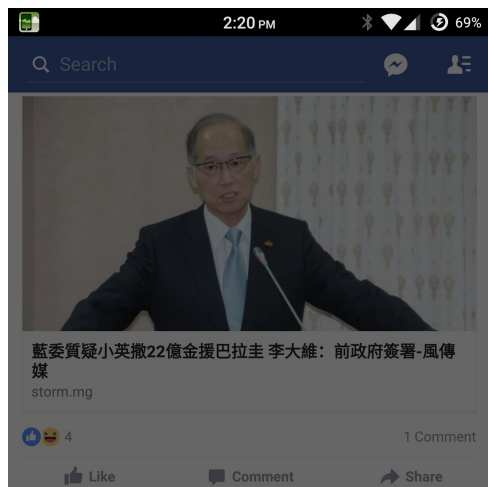 2:20 PM
69%
Search
藍委質疑小英撒22億金援巴拉圭 李大維：前政府簽署-風傳
媒
storm.mg
4
1 Comment
Like
Comment
Share